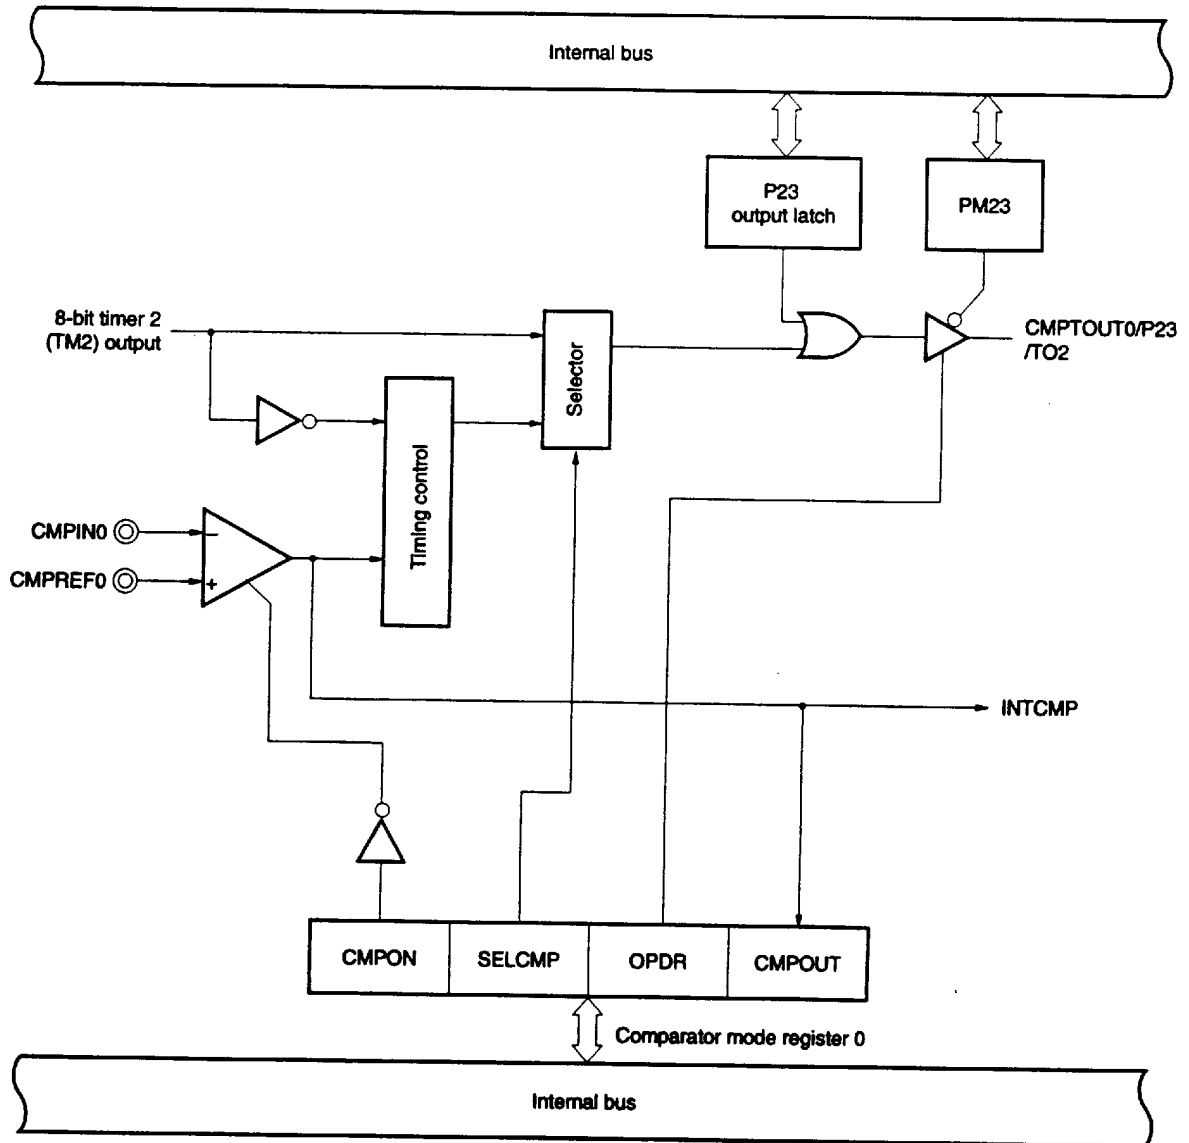 Internal bus
P23
output latch
PM23
8-bit timer 2
(TM2) output
Selector
CMPTOUT0/P23
/TO2
Timing control
CMPIN0
−
CMPREF0
+
INTCMP
CMPON
SELCMP
OPDR
CMPOUT
Comparator mode register 0
Internal bus